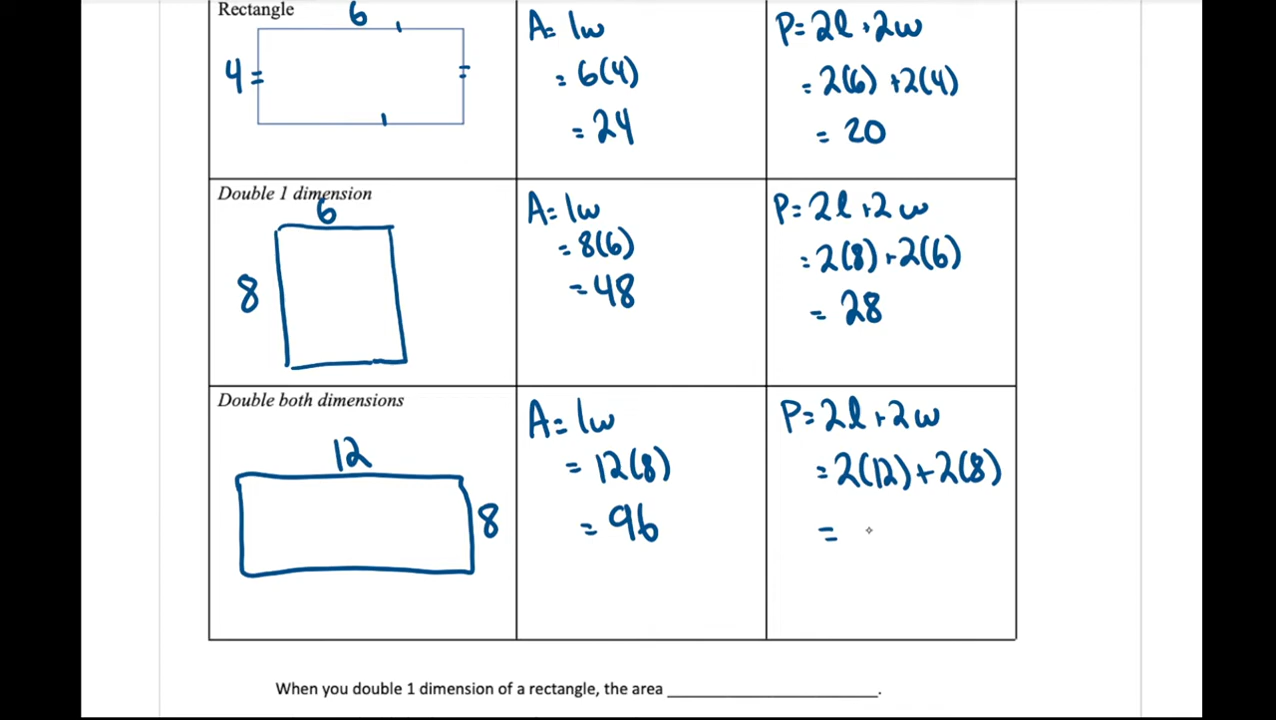 Rectangle
6
4
A= lw
= 6(4)
= 24
P= 2l +2w
= 2(6) +2(4)
= 20
Double 1 dimension
6
8
A= lw
= 8(6)
= 48
P= 2l +2w
= 2(8) +2(6)
= 28
Double both dimensions
12
8
A= lw
= 12(8)
= 96
P= 2l +2w
= 2(12)+2(8)
=
When you double 1 dimension of a rectangle, the area ______________________.